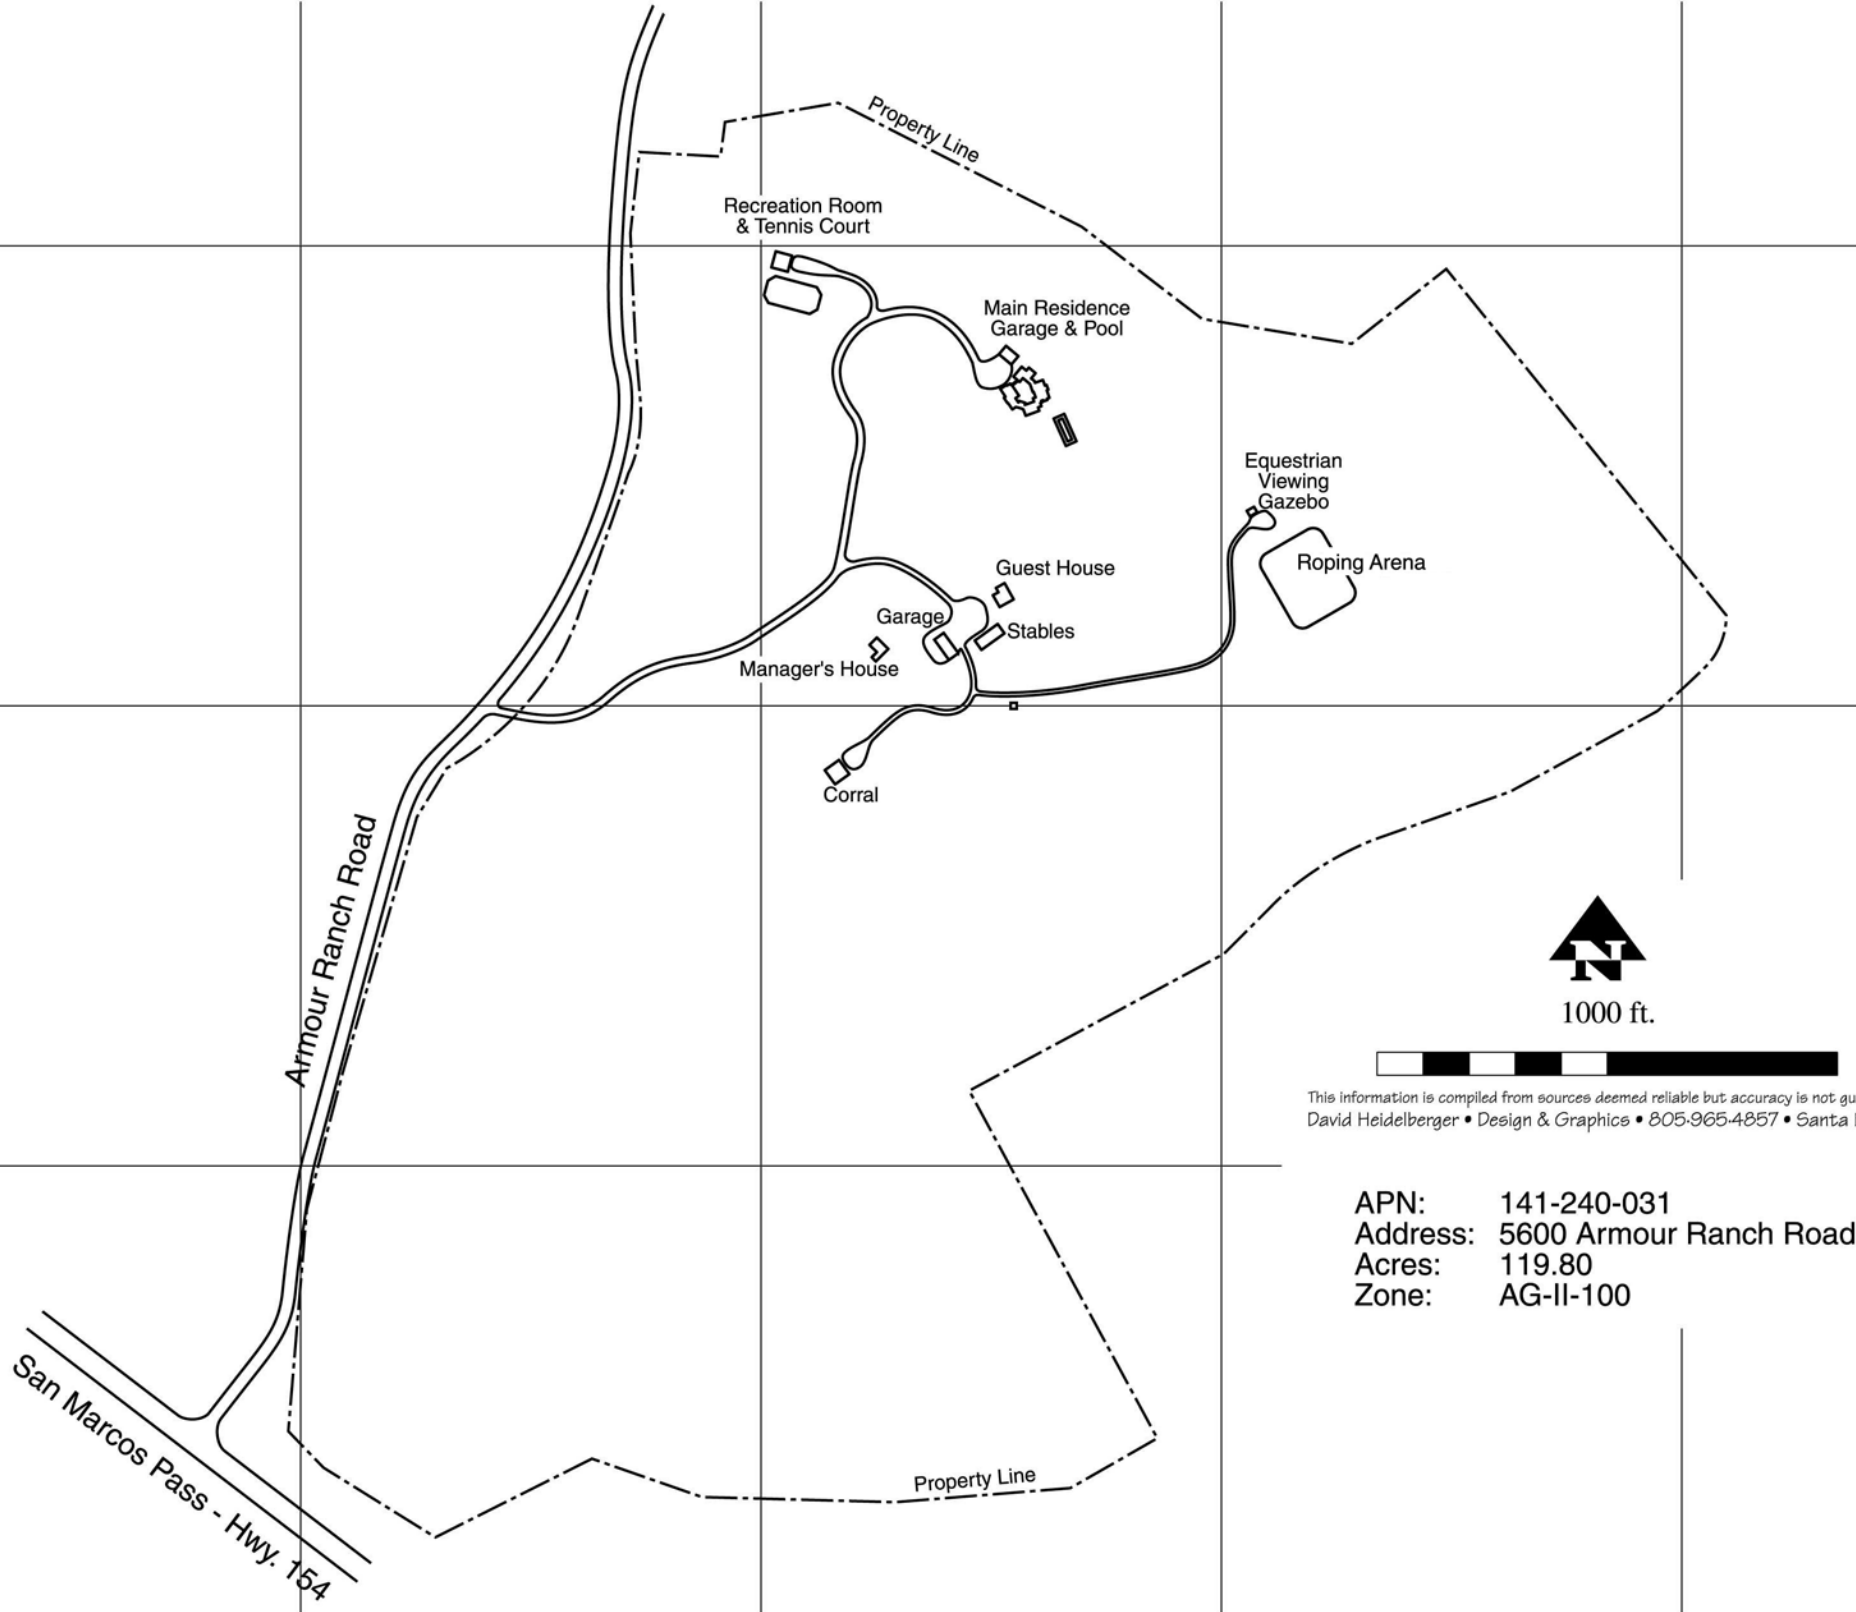 Property Line
Recreation Room
& Tennis Court
Main Residence
Garage & Pool
Equestrian
Viewing
Gazebo
Roping Arena
Guest House
Garage
Stables
Manager's House
Corral
Armour Ranch Road
N
1000 ft.
This information is compiled from sources deemed reliable but accuracy is not
David Heidelberger • Design & Graphics • 805·965·4857 • Santa
APN: 141-240-031
Address: 5600 Armour Ranch Road
Acres: 119.80
Zone: AG-II-100
San Marcos Pass - Hwy. 154
Property Line